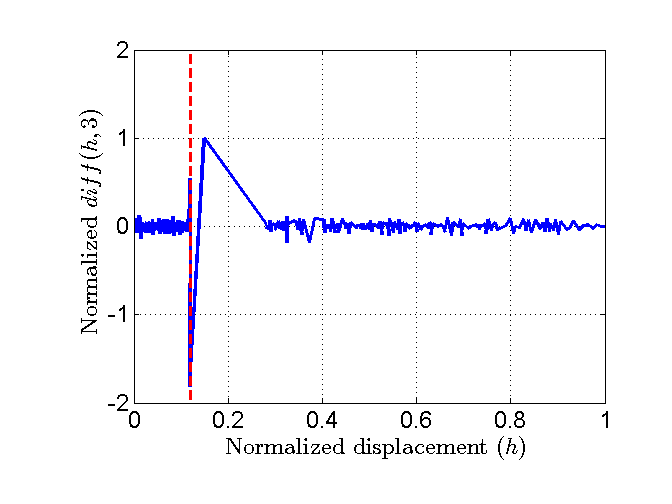 2
1
0
-1
-2
Normalized diff(h, 3)
0 0.2 0.4 0.6 0.8 1
Normalized displacement (h)